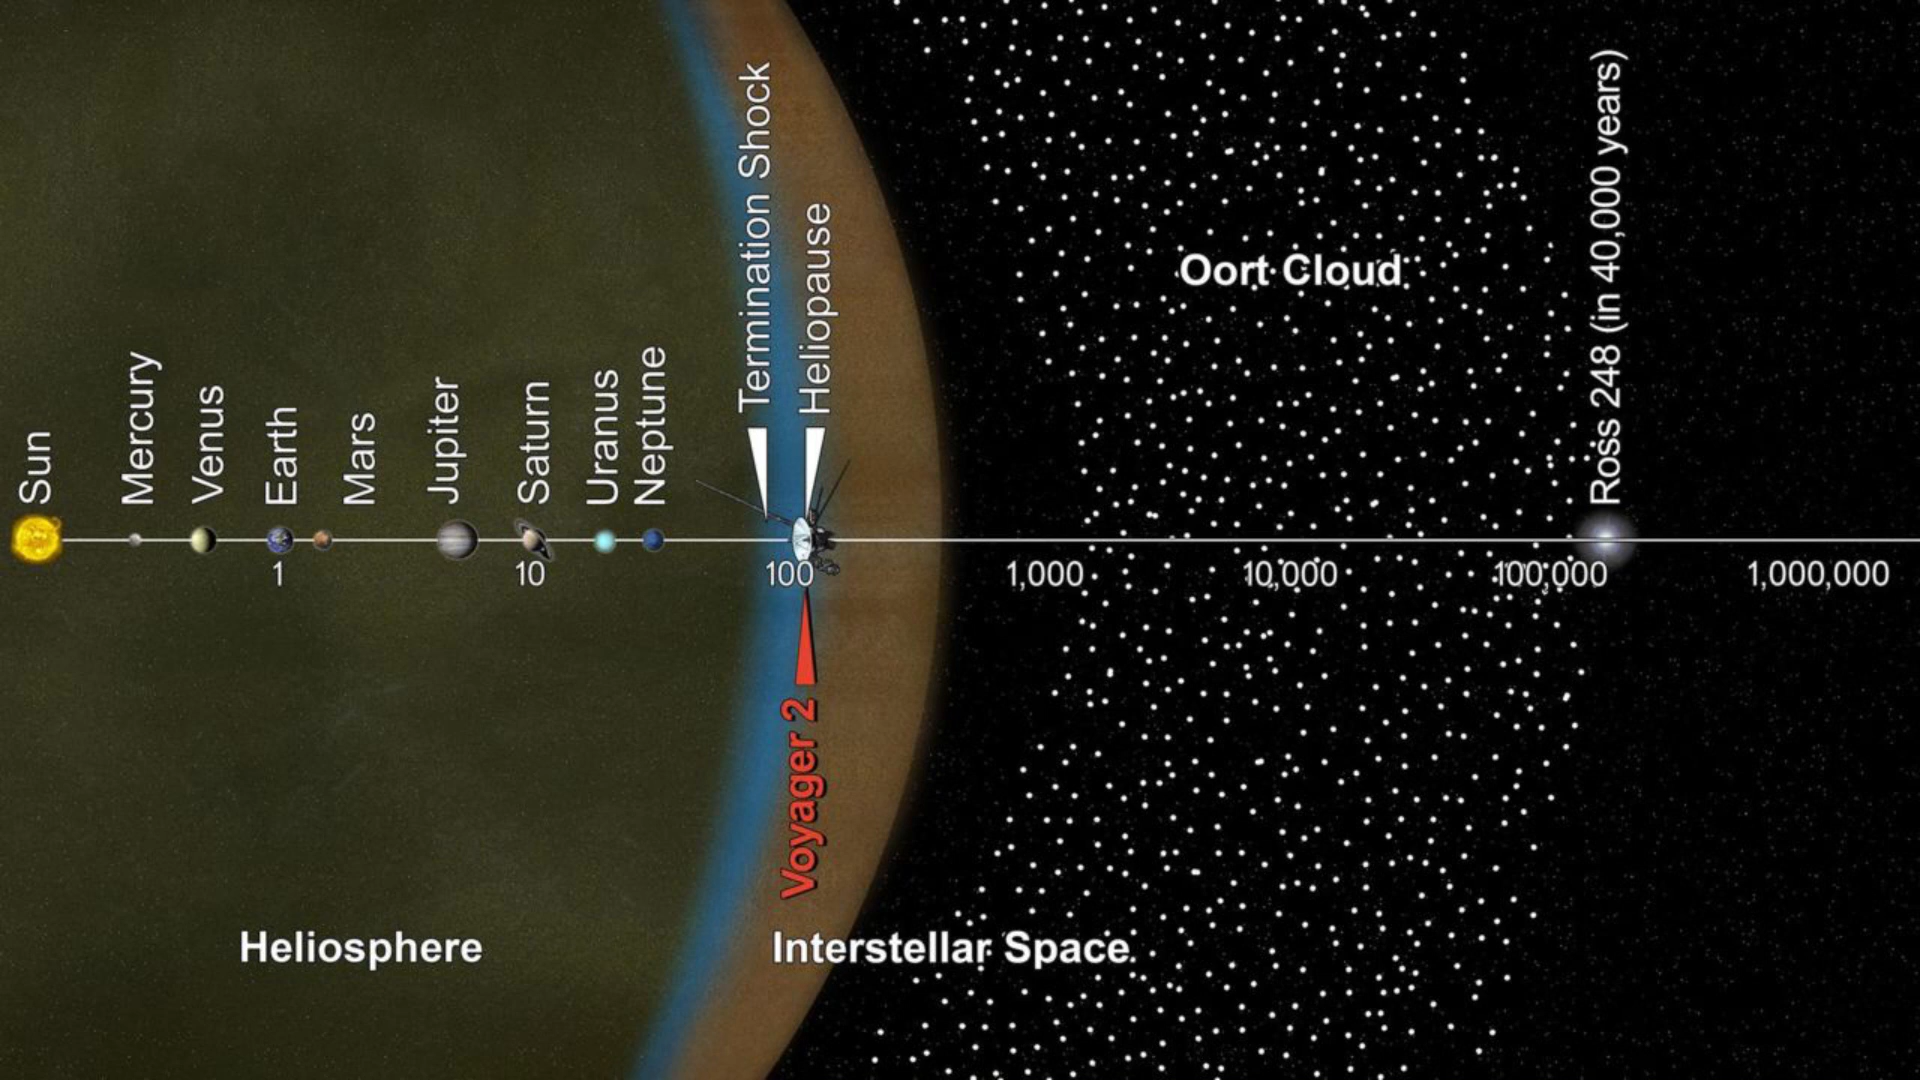 Sun
Mercury
Venus
Earth
Mars
Jupiter
Saturn
Uranus
Neptune
Termination Shock
Heliopause
Oort Cloud
Ross 248 (in 40,000 years)
1
10
100
1,000
10,000
100,000
1,000,000
Voyager 2
Heliosphere
Interstellar Space